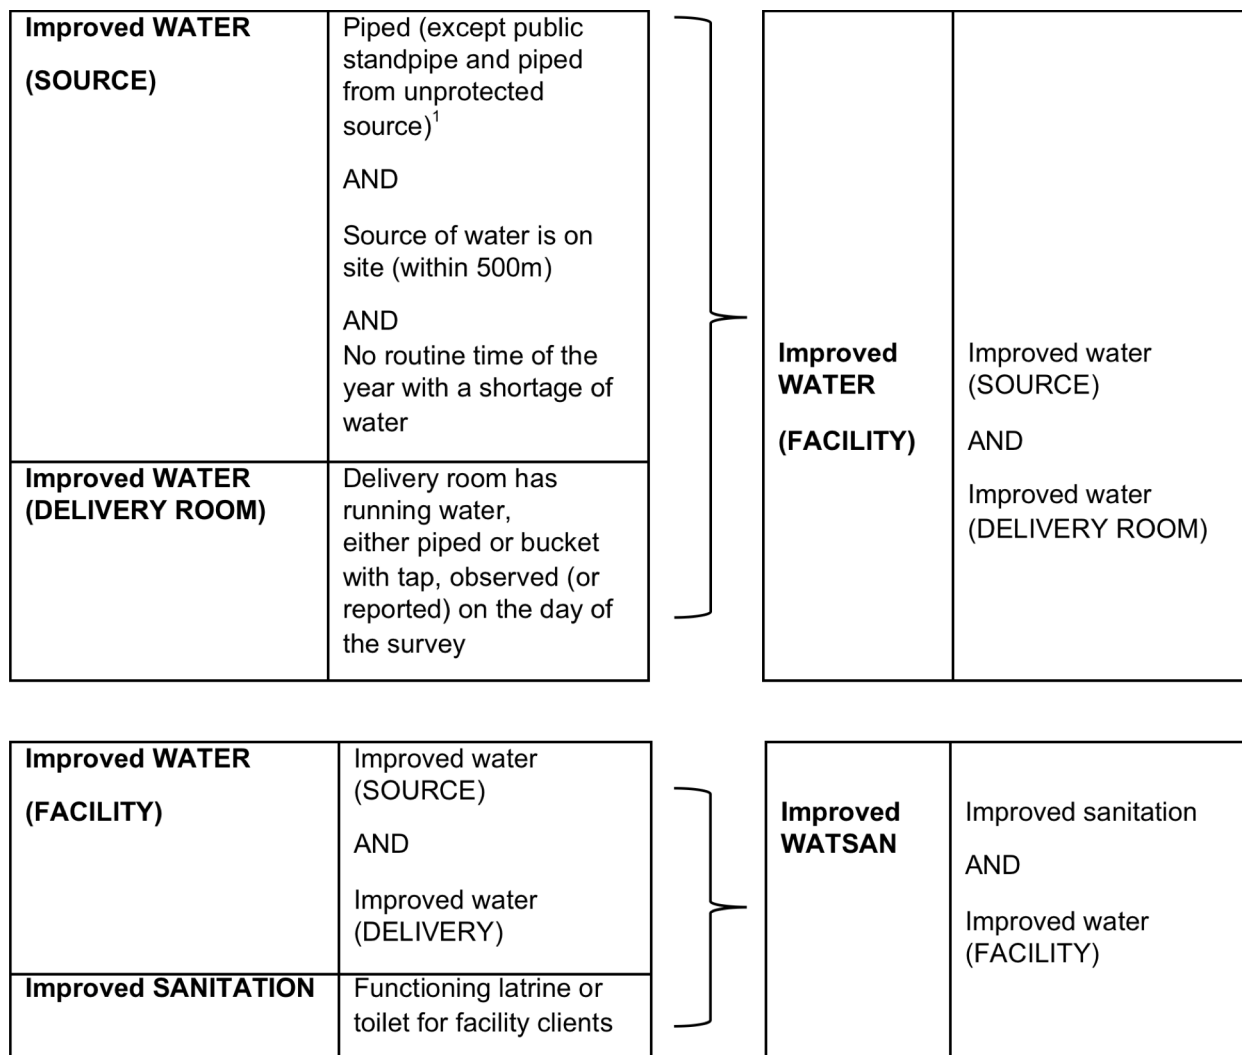 Improved WATER
(SOURCE)
Piped (except public
standpipe and piped
from unprotected
source)1
AND
Source of water is on
site (within 500m)
AND
No routine time of the
year with a shortage of
water
Improved WATER
(DELIVERY ROOM)
Delivery room has
running water,
either piped or bucket
with tap, observed (or
reported) on the day of
the survey
Improved
WATER
(FACILITY)
Improved water
(SOURCE)
AND
Improved water
(DELIVERY ROOM)
Improved WATER
(FACILITY)
Improved water
(SOURCE)
AND
Improved water
(DELIVERY)
Improved SANITATION
Functioning latrine or
toilet for facility clients
Improved
WATSAN
Improved sanitation
AND
Improved water
(FACILITY)